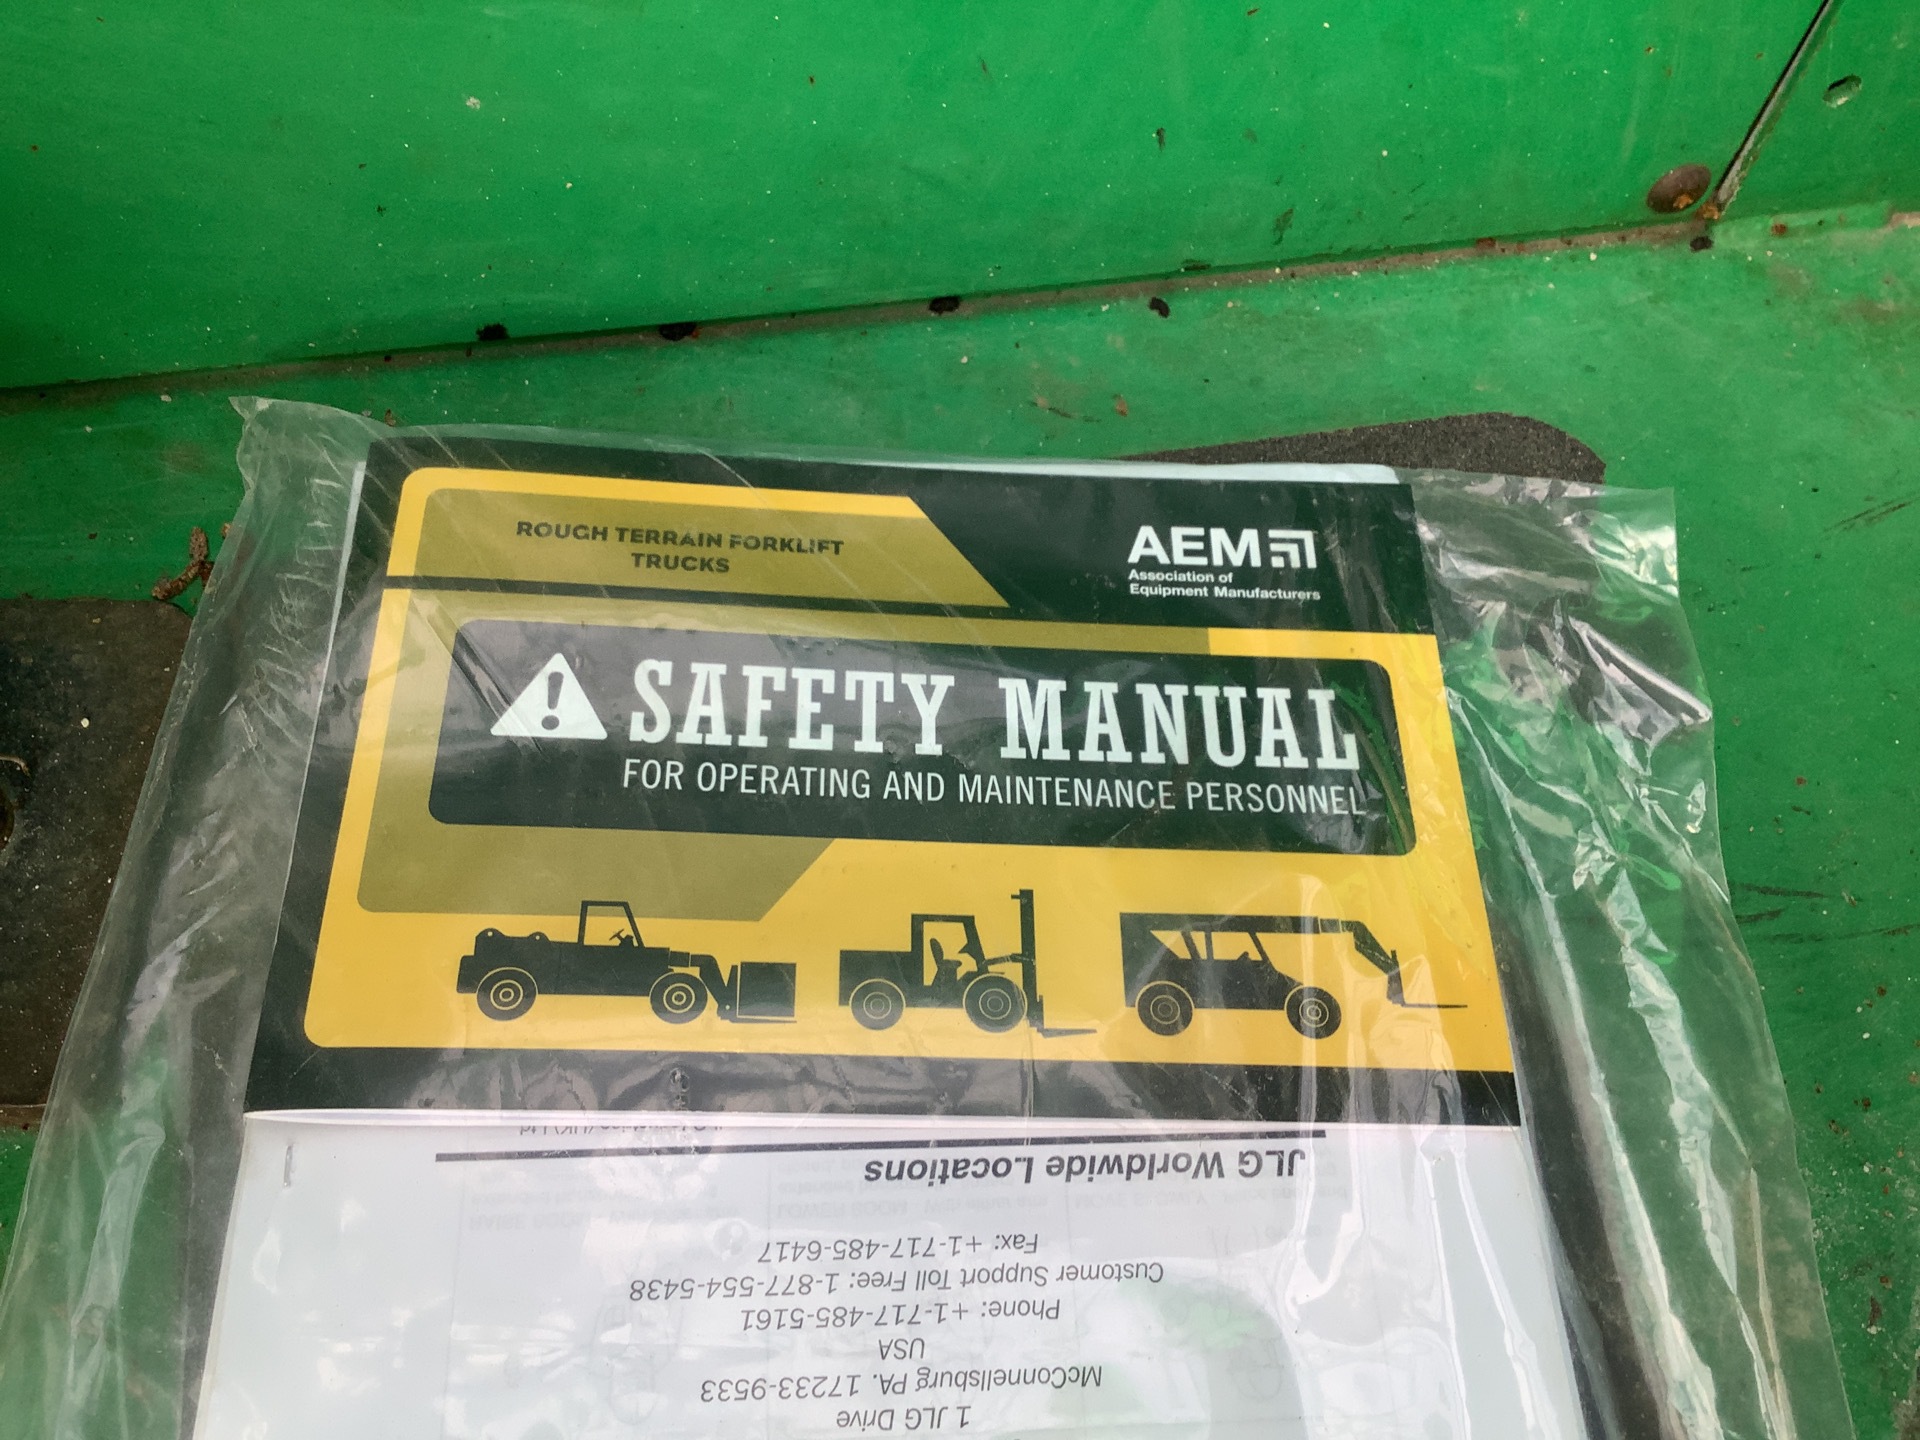 ROUGH TERRAIN FORKLIFT
TRUCKS
AEM
Association of
Equipment Manufacturers
SAFETY MANUAL
FOR OPERATING AND MAINTENANCE PERSONNEL
1 JLG Drive
McConnellsburg PA. 17233-9533
USA
Phone: +1-717-485-5161
Customer Support Toll Free: 1-877-554-5438
Fax: +1-717-485-6417
JLG Worldwide Locations